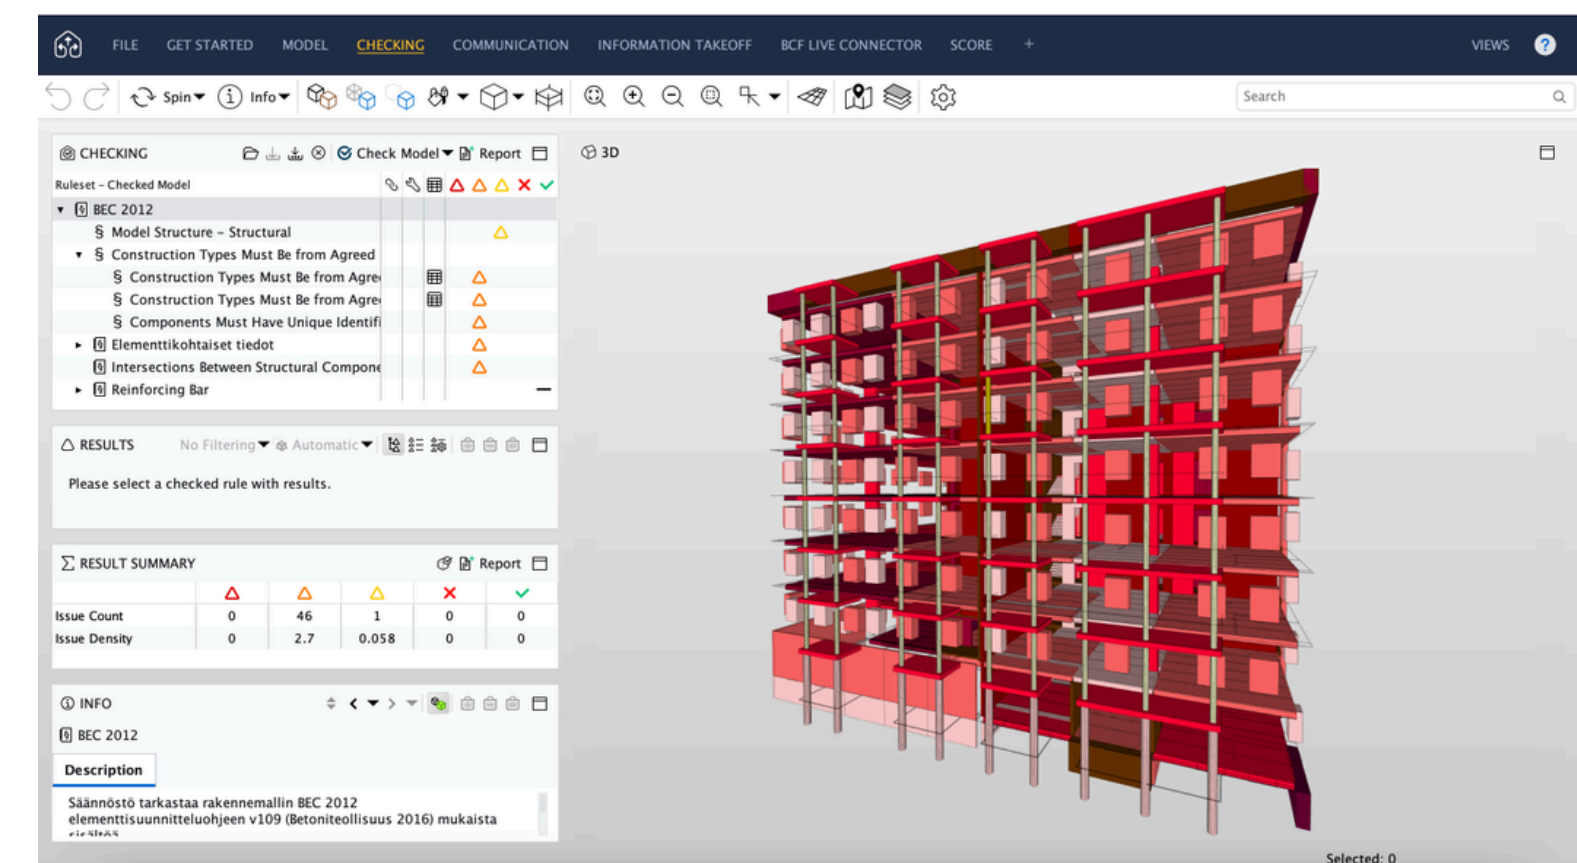 FILE GET STARTED MODEL CHECKING COMMUNICATION INFORMATION TAKEOFF BCF LIVE CONNECTOR SCORE + VIEWS ?
Spin Info Search
CHECKING Check Model Report
3D
Ruleset - Checked Model
§ BEC 2012
§ Model Structure - Structural
§ Construction Types Must Be from Agreed
§ Construction Types Must Be from Agre
§ Construction Types Must Be from Agre
§ Components Must Have Unique Identifi
§ Elementtikohtaiset tiedot
§ Intersections Between Structural Compone
§ Reinforcing Bar
RESULTS No Filtering Automatic
Please select a checked rule with results.
∑ RESULT SUMMARY Report
Issue Count 0 46 1 0 0
Issue Density 0 2.7 0.058 0 0
INFO
§ BEC 2012
Description
Säännöstö tarkastaa rakennemallin BEC 2012
elementtisuunnitteluohjeen v109 (Betoniteollisuus 2016) mukaista
Selected: 0